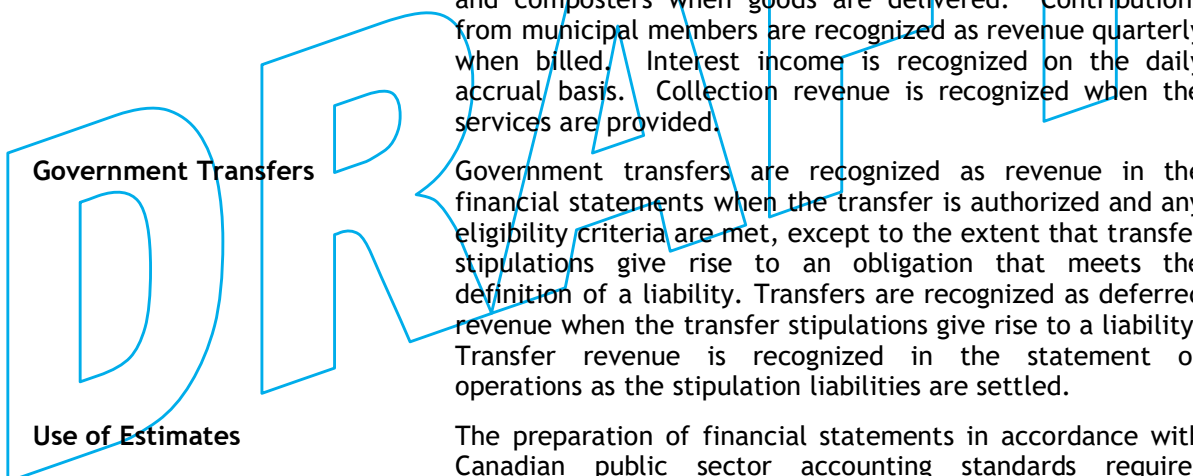 and composters when goods are delivered. Contribution
from municipal members are recognized as revenue quarterly
when billed. Interest income is recognized on the daily
accrual basis. Collection revenue is recognized when the
services are provided.
Government Transfers Government transfers are recognized as revenue in the
financial statements when the transfer is authorized and any
eligibility criteria are met, except to the extent that transfe
stipulations give rise to an obligation that meets the
definition of a liability. Transfers are recognized as deferred
revenue when the transfer stipulations give rise to a liability
Transfer revenue is recognized in the statement o
operations as the stipulation liabilities are settled.
Use of Estimates The preparation of financial statements in accordance with
Canadian public sector accounting standards require
DRAFT